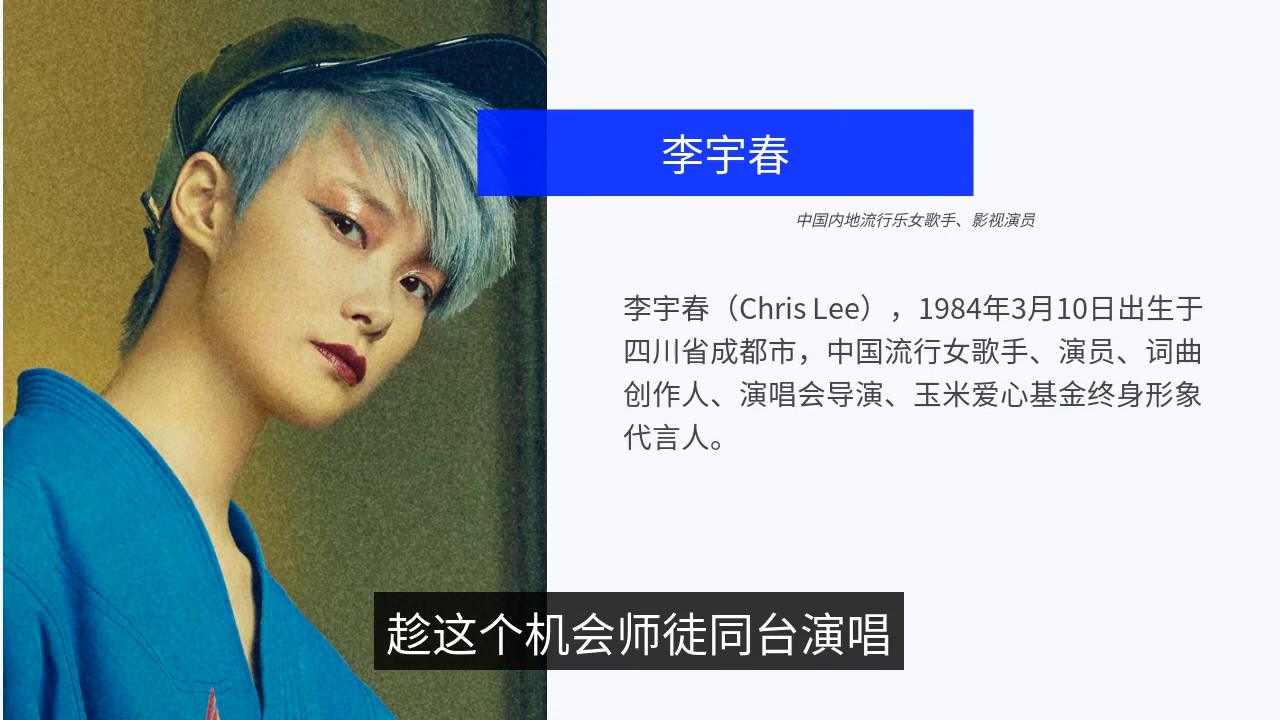 李宇春
中国内地流行乐女歌手、影视演员
李宇春（Chris Lee），1984年3月10日出生于
四川省成都市，中国流行女歌手、演员、词曲
创作人、演唱会导演、玉米爱心基金终身形象
代言人。
趁这个机会师徒同台演唱